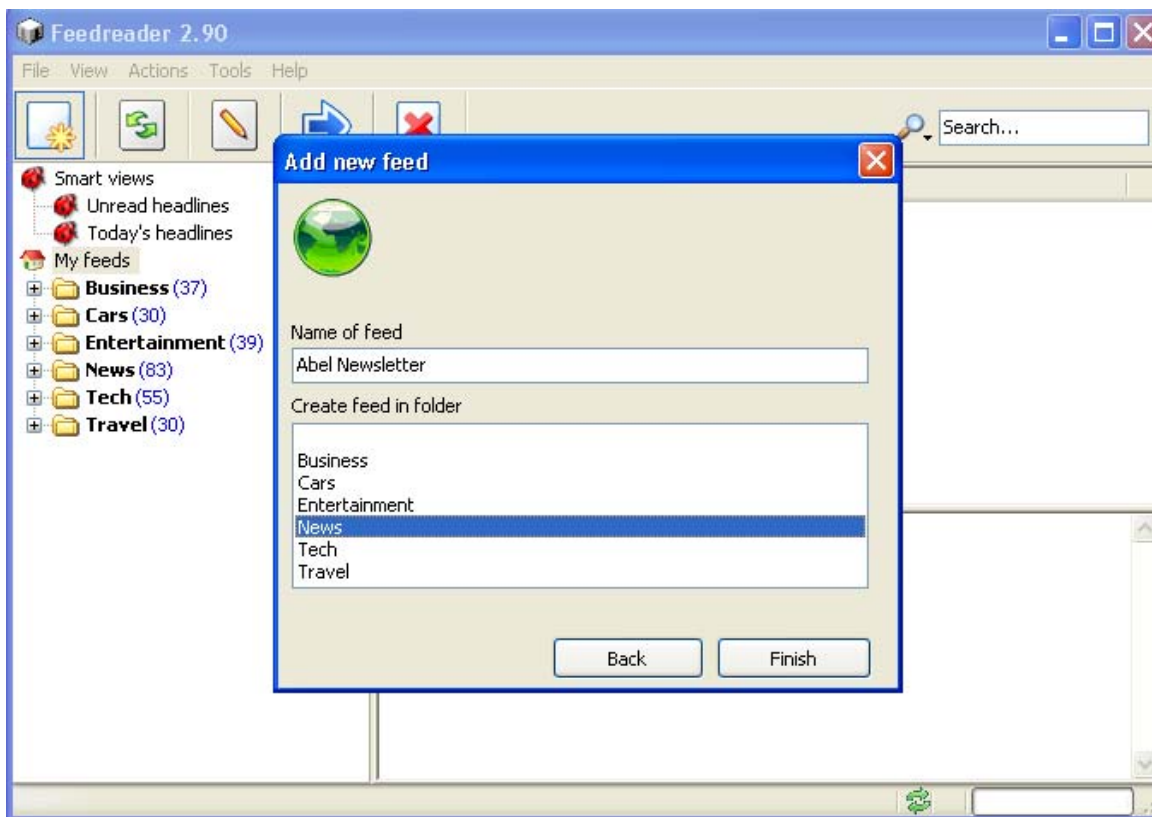 Feedreader 2.90
File View Actions Tools Help
Search...
Smart views
Unread headlines
Today's headlines
My feeds
Business (37)
Cars (30)
Entertainment (39)
News (83)
Tech (55)
Travel (30)
Add new feed
Name of feed
Abel Newsletter
Create feed in folder
Business
Cars
Entertainment
News
Tech
Travel
Back Finish